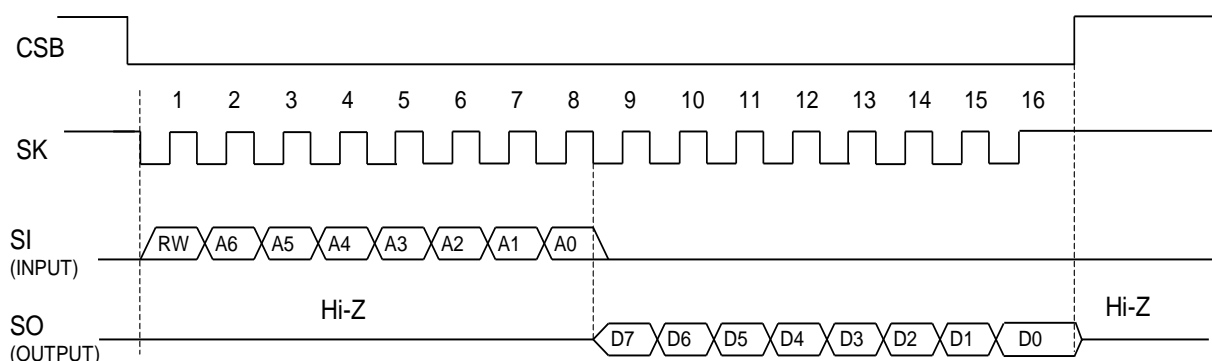 CSB
1 2 3 4 5 6 7 8 9 10 11 12 13 14 15 16
SK
SI
RW A6 A5 A4 A3 A2 A1 A0
(INPUT)
Hi-Z Hi-Z
SO
D7 D6 D5 D4 D3 D2 D1 D0
(OUTPUT)